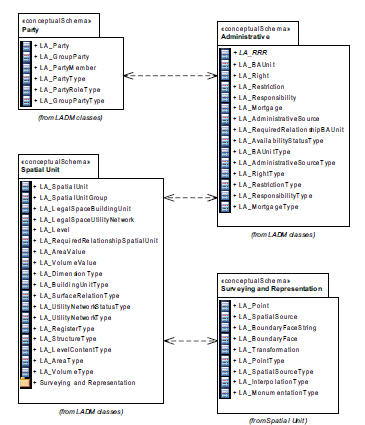 «conceptualSchema»
Party
+ LA_Party
+ LA_GroupParty
+ LA_PartyMember
+ LA_PartyType
+ LA_PartyRoleType
+ LA_GroupPartyType
(from LADM classes)
«conceptualSchema»
Administrative
+ LA_RRR
+ LA_BAUnit
+ LA_Right
+ LA_Restriction
+ LA_Responsibility
+ LA_Mortgage
+ LA_AdministrativeSource
+ LA_RequiredRelationshipBAUnit
+ LA_AvailabilityStatusType
+ LA_BAUnitType
+ LA_AdministrativeSourceType
+ LA_RightType
+ LA_RestrictionType
+ LA_ResponsibilityType
+ LA_MortgageType
(from LADM classes)
«conceptualSchema»
Spatial Unit
+ LA_SpatialUnit
+ LA_SpatialUnitGroup
+ LA_LegalSpaceBuildingUnit
+ LA_LegalSpaceUtilityNetwork
+ LA_Level
+ LA_RequiredRelationshipSpatialUnit
+ LA_AreaValue
+ LA_VolumeValue
+ LA_DimensionType
+ LA_BuildingUnitType
+ LA_SurfaceRelationType
+ LA_UtilityNetworkStatusType
+ LA_UtilityNetworkType
+ LA_RegisterType
+ LA_StructureType
+ LA_LevelContentType
+ LA_AreaType
+ LA_VolumeType
+ Surveying and Representation
(from LADM classes)
«conceptualSchema»
Surveying and Representation
+ LA_Point
+ LA_SpatialSource
+ LA_BoundaryFaceString
+ LA_BoundaryFace
+ LA_Transformation
+ LA_PointType
+ LA_SpatialSourceType
+ LA_InterpolationType
+ LA_MonumentationType
(from Spatial Unit)